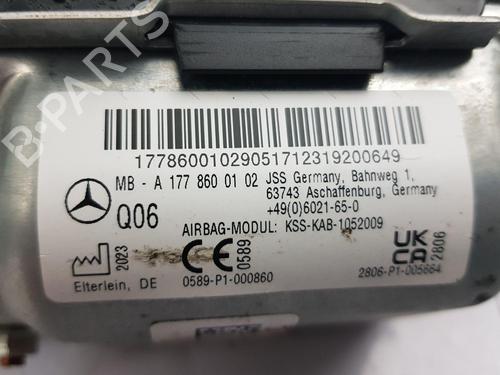 B-PARTS
17786001029051712319200649
MB - A 177 860 01 02 JSS Germany, Bahnweg 1,
63743 Aschaffenburg, Germany
+49(0)6021-65-0
Q06
AIRBAG-MODUL: KSS-KAB-1052009
2023
CE
0589
UK
CA
2806
Elterlein, DE
0589-P1-000860
2806-P1-005664